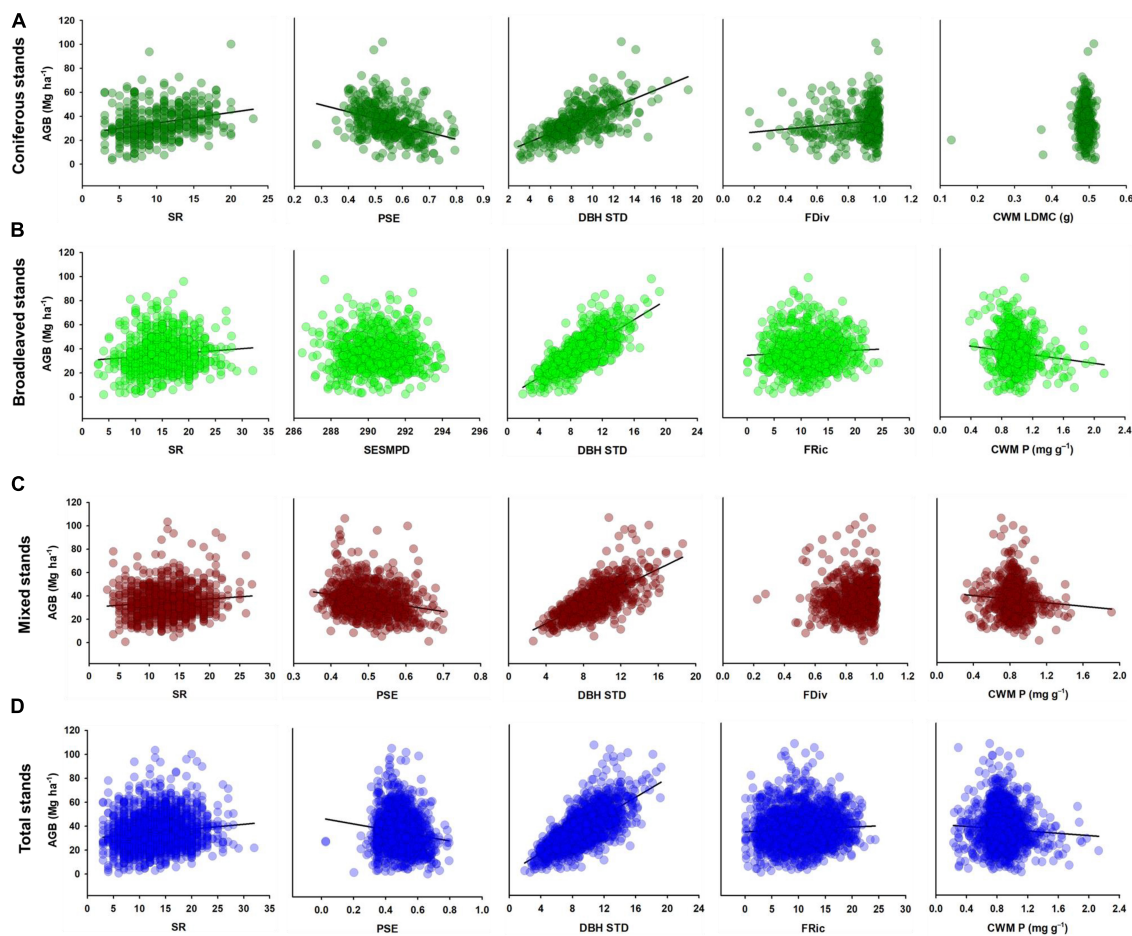 A
Coniferous stands
AGB (Mg ha⁻¹)
120
100
80
60
40
20
0
0 5 10 15 20 25
SR
0.2 0.3 0.4 0.5 0.6 0.7 0.8 0.9
PSE
2 4 6 8 10 12 14 16 18 20
DBH STD
0.0 0.2 0.4 0.6 0.8 1.0 1.2
FDiv
0.1 0.2 0.3 0.4 0.5 0.6
CWM LDMC (g)
B
Broadleaved stands
AGB (Mg ha⁻¹)
120
100
80
60
40
20
0
0 5 10 15 20 25 30 35
SR
286 288 290 292 294 296
SESMPD
0 4 8 12 16 20 24
DBH STD
0 5 10 15 20 25 30
FRic
0.0 0.4 0.8 1.2 1.6 2.0 2.4
CWM P (mg g⁻¹)
C
Mixed stands
AGB (Mg ha⁻¹)
120
100
80
60
40
20
0
0 5 10 15 20 25 30
SR
0.3 0.4 0.5 0.6 0.7 0.8
PSE
0 4 8 12 16 20
DBH STD
0.0 0.2 0.4 0.6 0.8 1.0 1.2
FDiv
0.0 0.4 0.8 1.2 1.6 2.0
CWM P (mg g⁻¹)
D
Total stands
AGB (Mg ha⁻¹)
120
100
80
60
40
20
0
0 5 10 15 20 25 30 35
SR
0.0 0.2 0.4 0.6 0.8 1.0
PSE
0 4 8 12 16 20 24
DBH STD
0 5 10 15 20 25 30
FRic
0.0 0.4 0.8 1.2 1.6 2.0 2.4
CWM P (mg g⁻¹)